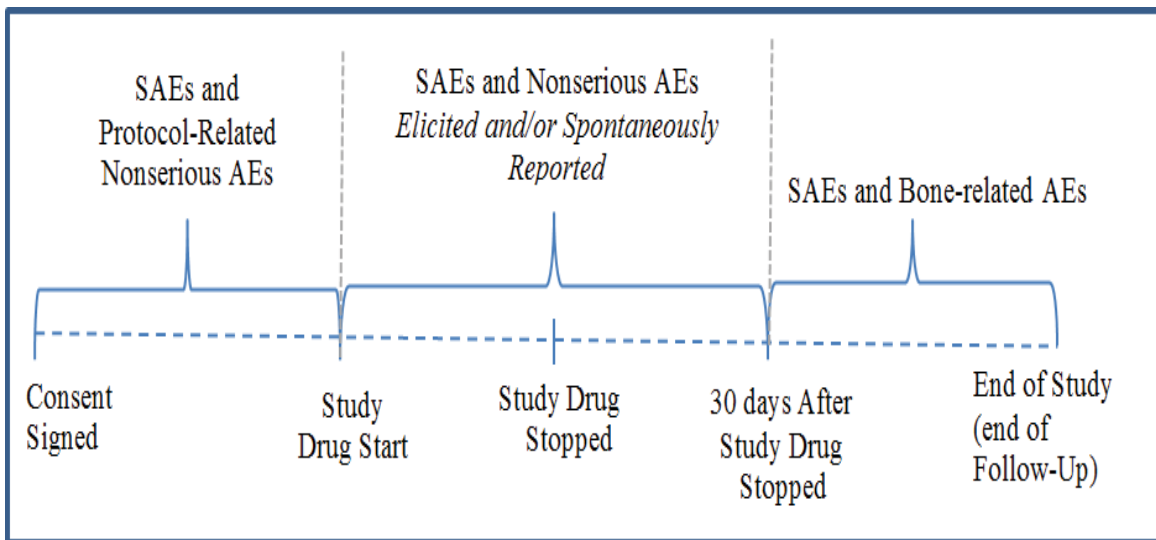 SAEs and
Protocol-Related
Nonserious AEs
SAEs and Nonserious AEs
Elicited and/or Spontaneously
Reported
SAEs and Bone-related AEs
Consent
Signed
Study
Drug Start
Study Drug
Stopped
30 days After
Study Drug
Stopped
End of Study
(end of
Follow-Up)